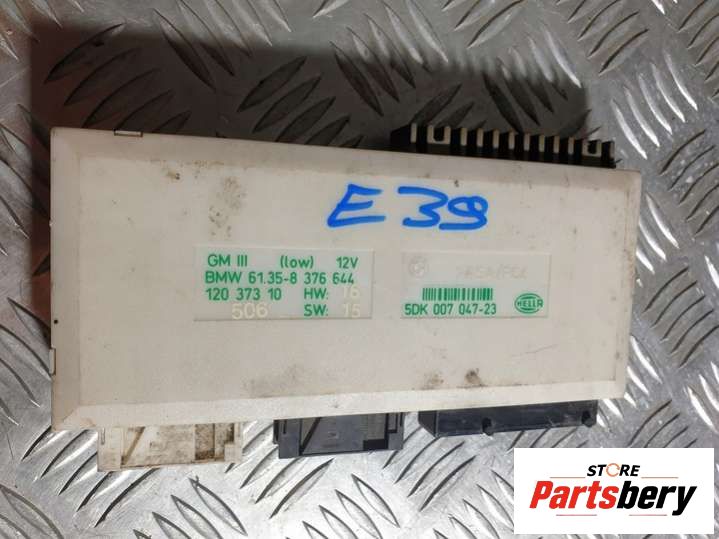 E39
GM III (low) 12V
BMW 61.35-8 376 644
120 373 10 HW: 16
506 SW: 15
5DK 007 047-23 HELLA
STORE
Partsbery